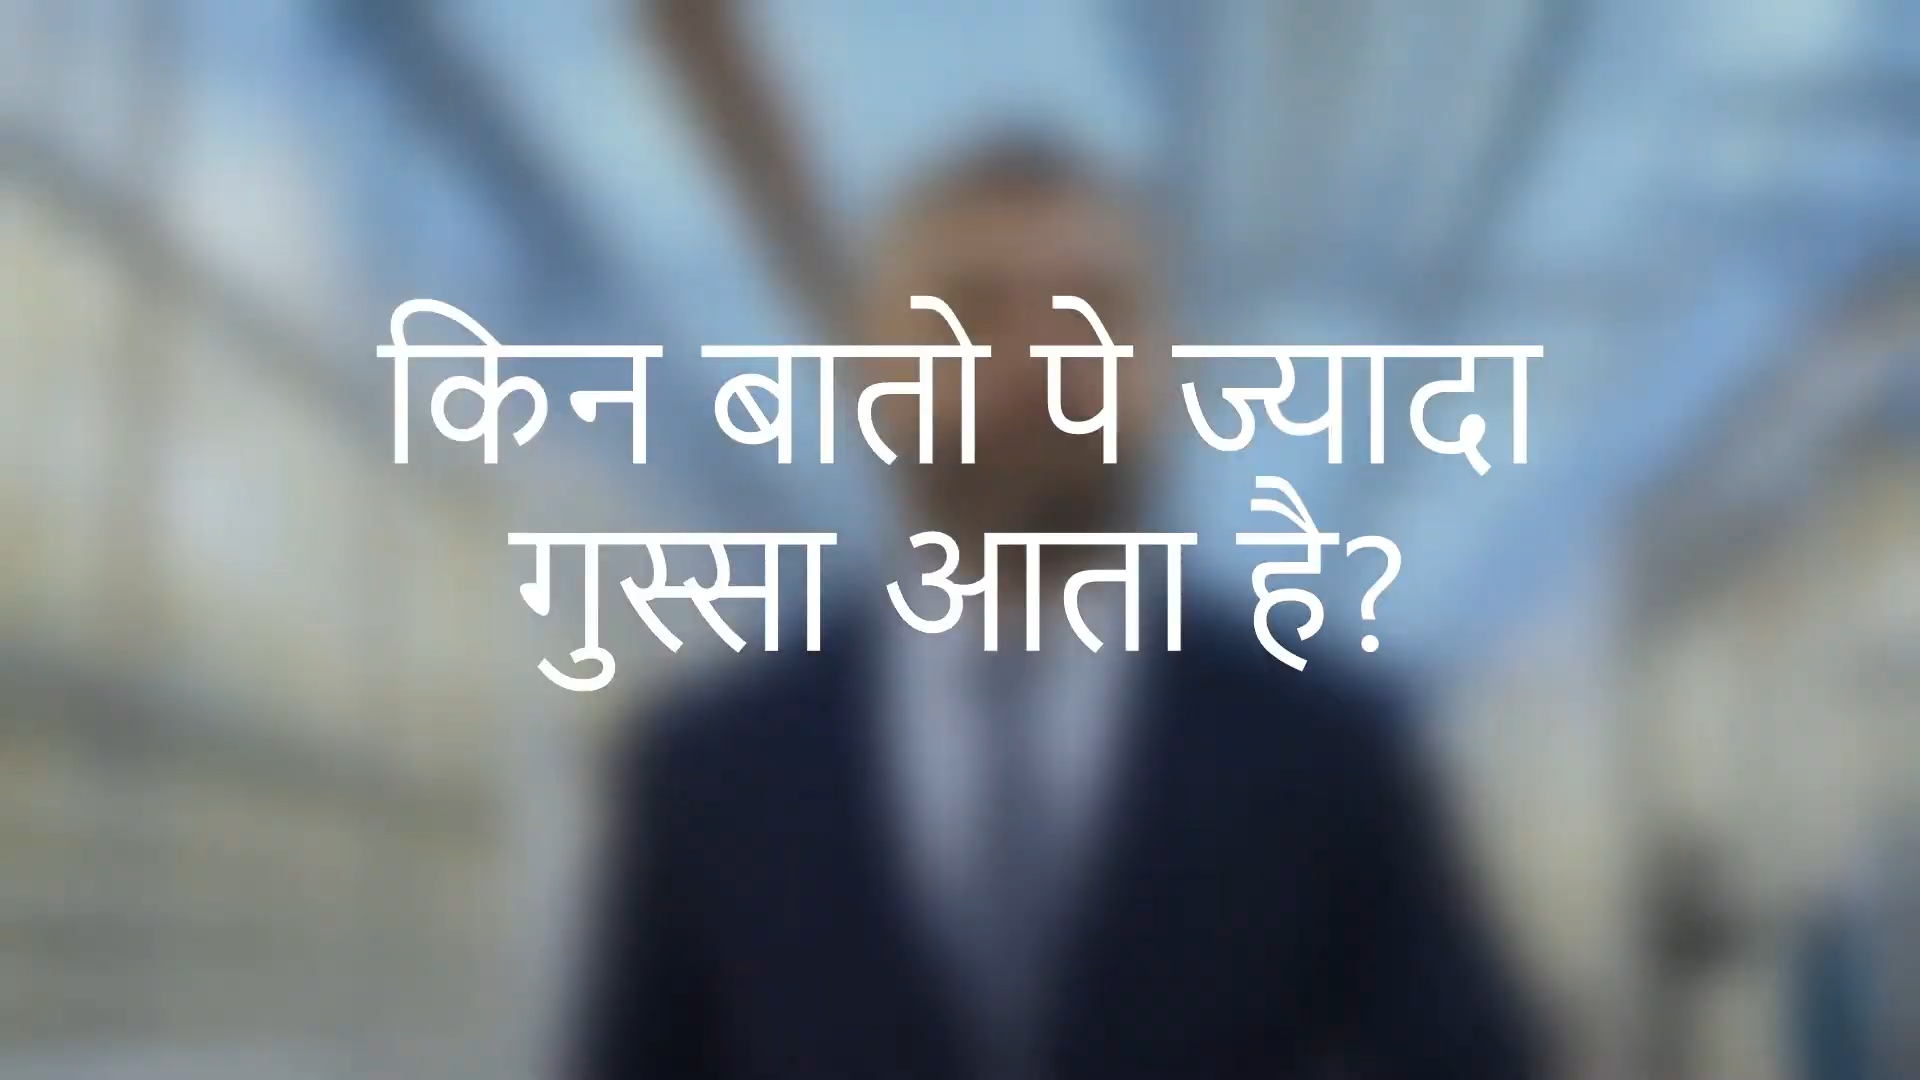 किन बातो पे ज्यादा
गुस्सा आता है?